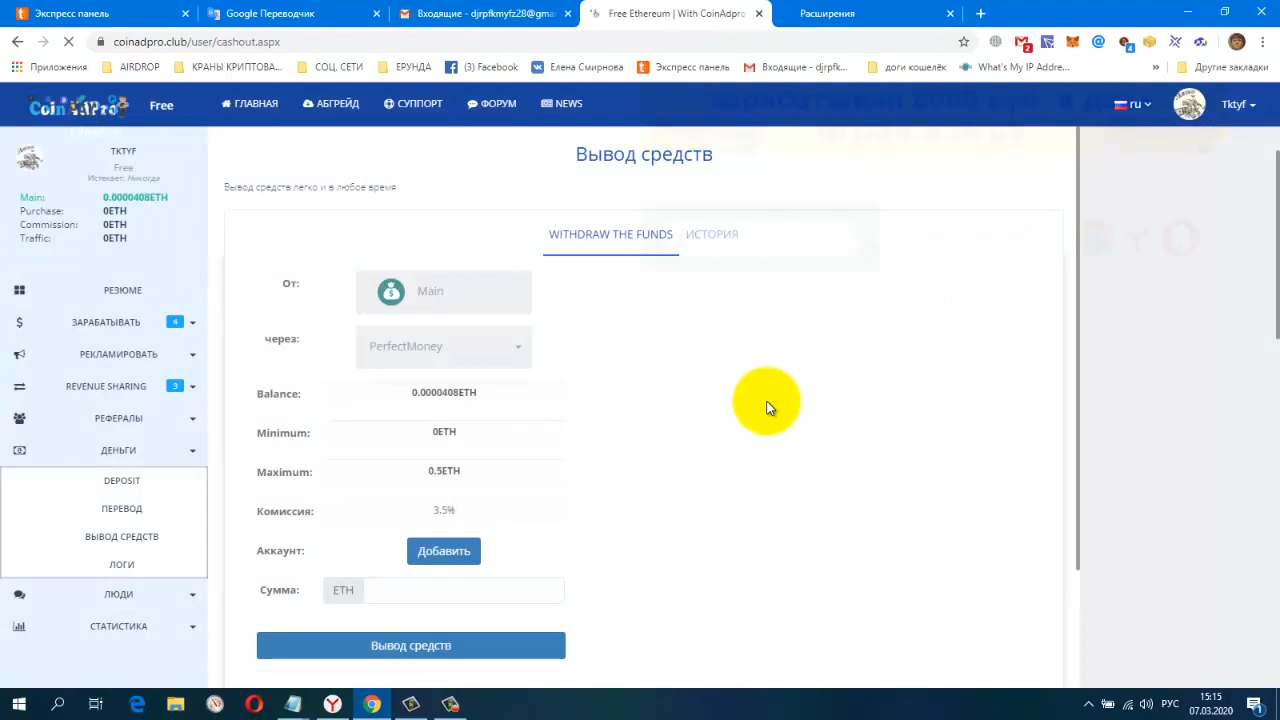 Экспресс панель
Google Переводчик
Входящие - djrpfkmyfz28@gma
Free Ethereum | With CoinAdpro
Расширения
coinadpro.club/user/cashout.aspx
Приложения
AIRDROP
КРАНЫ КРИПТОВА...
СОЦ. СЕТИ
ЕРУНДА
(3) Facebook
Елена Смирнова
Экспресс панель
Входящие - djrpfk...
доги кошелёк
What's My IP Addre...
»
Другие закладки
Free
ГЛАВНАЯ
АБГРЕЙД
СУППОРТ
ФОРУМ
NEWS
ru
Tktyf
TKTYF
Free
Истекает: Никогда
Main: 0.0000408ETH
Purchase: 0ETH
Commission: 0ETH
Traffic: 0ETH
РЕЗЮМЕ
ЗАРАБАТЫВАТЬ 4
РЕКЛАМИРОВАТЬ
REVENUE SHARING 3
РЕФЕРАЛЫ
ДЕНЬГИ
DEPOSIT
ПЕРЕВОД
ВЫВОД СРЕДСТВ
ЛОГИ
ЛЮДИ
СТАТИСТИКА
Вывод средств
Вывод средств легко и в любое время
WITHDRAW THE FUNDS
ИСТОРИЯ
От: Main
через: PerfectMoney
Balance: 0.0000408ETH
Minimum: 0ETH
Maximum: 0.5ETH
Комиссия: 3.5%
Аккаунт: Добавить
Сумма: ETH
Вывод средств
РУС
15:15
07.03.2020